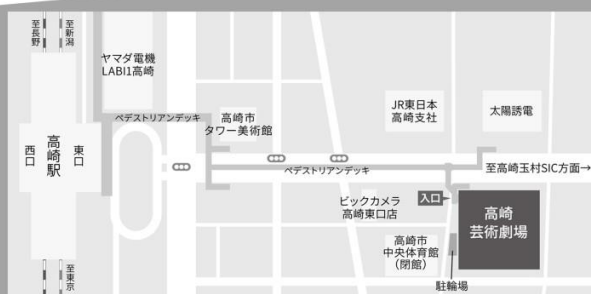 至長野
至新潟
ヤマダ電機
LABI1高崎
ペデストリアンデッキ
高崎市
タワー美術館
JR東日本
高崎支社
太陽誘電
西口
高崎駅
東口
ペデストリアンデッキ
至高崎玉村SIC方面→
ビックカメラ
高崎東口店
入口
高崎
芸術劇場
高崎市
中央体育館
(閉館)
至東京
駐輪場